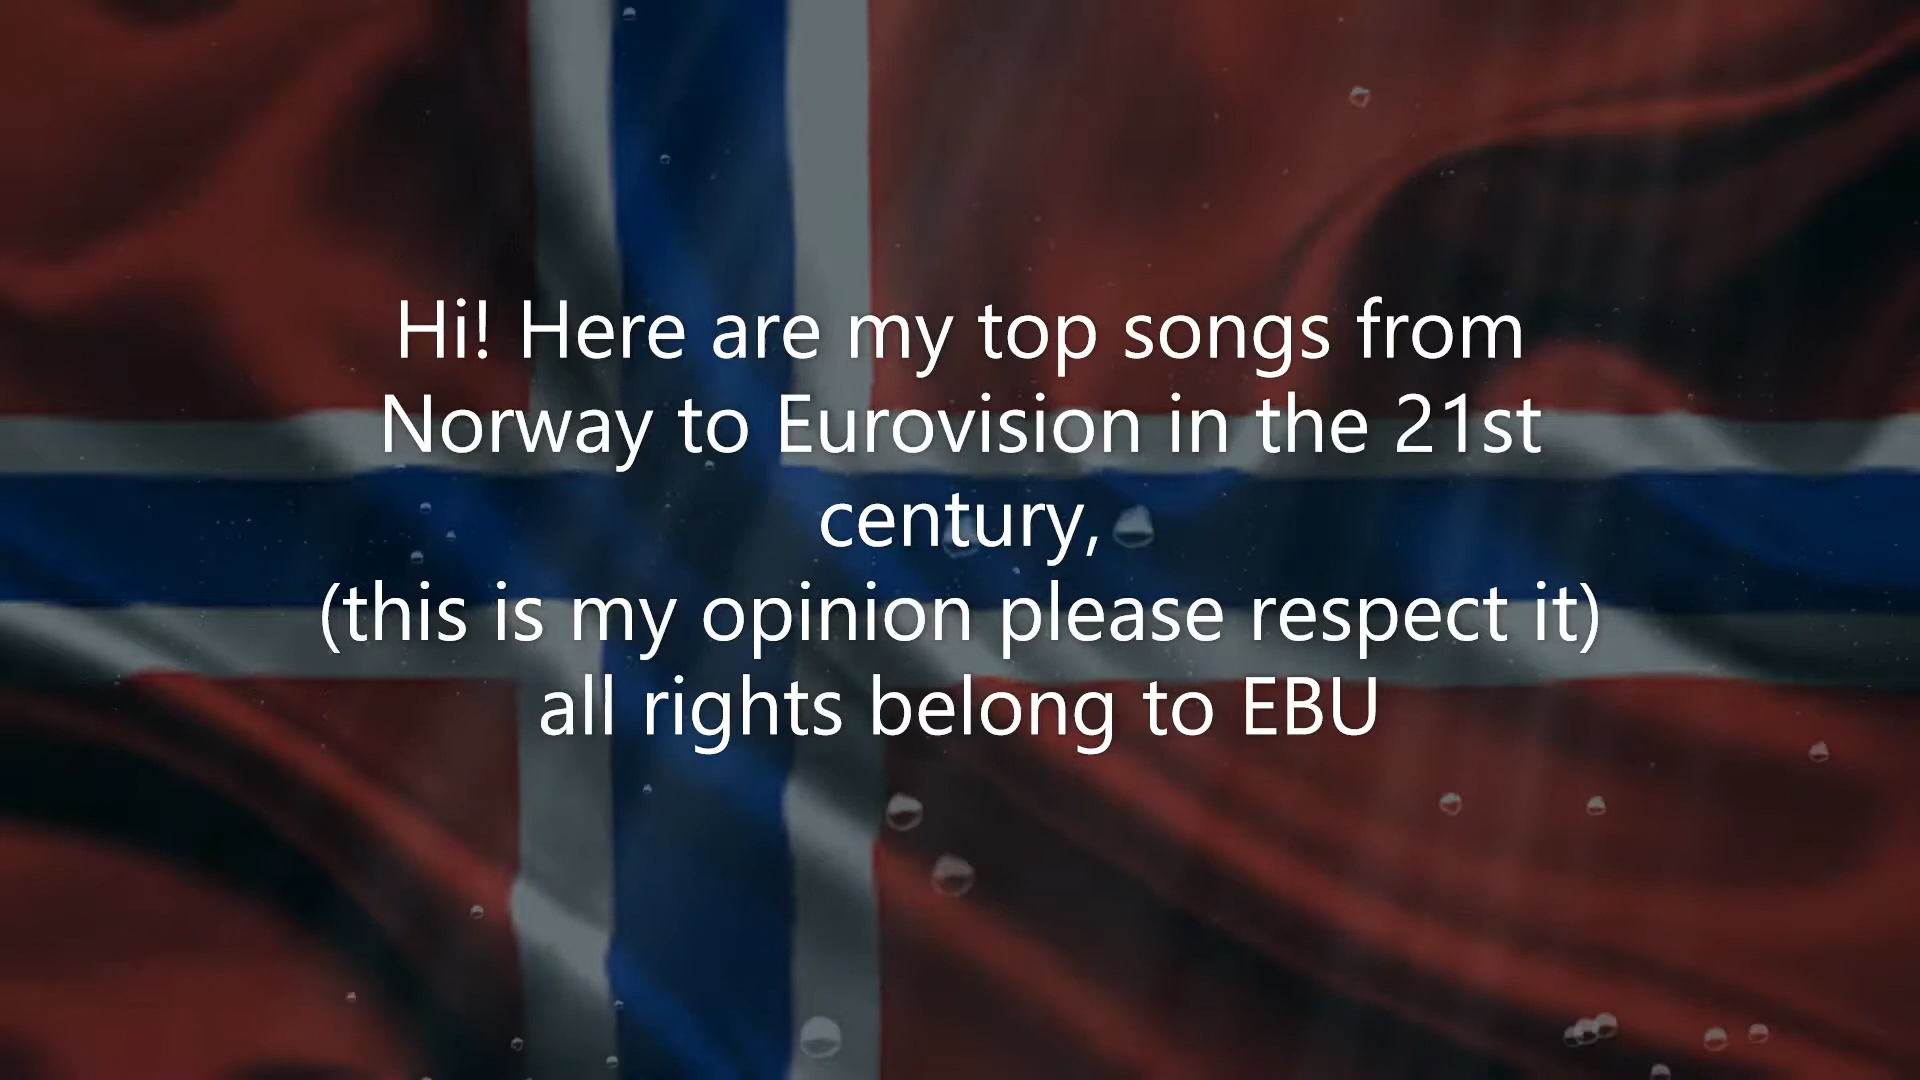 Hi! Here are my top songs from
Norway to Eurovision in the 21st
century,
(this is my opinion please respect it)
all rights belong to EBU